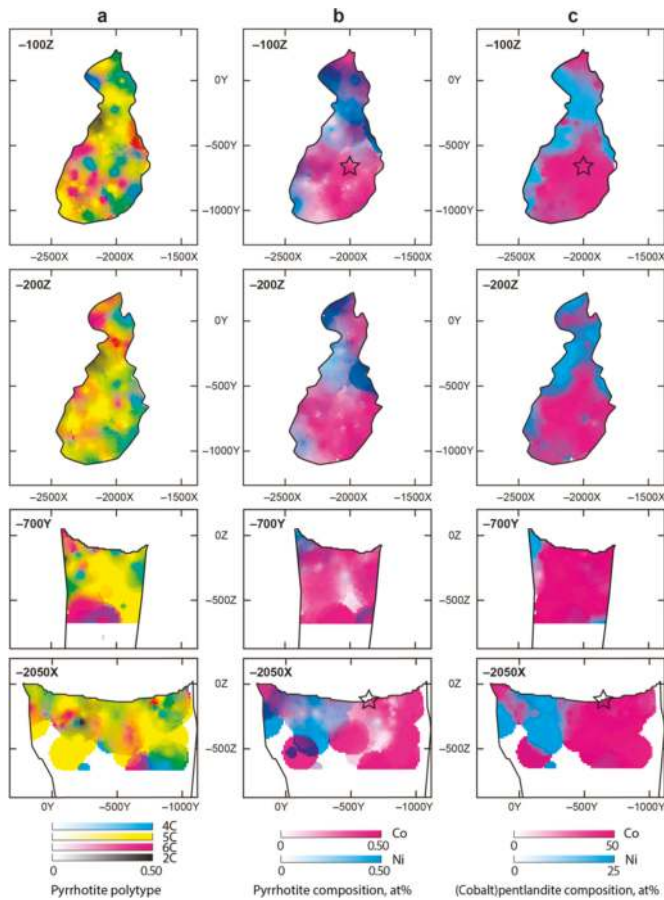 a b c
−100Z −100Z −100Z
0Y 0Y
−500Y −500Y
−1000Y −1000Y
−2500X −2000X −1500X −2500X −2000X −1500X −2500X −2000X −1500X
−200Z −200Z −200Z
0Y 0Y
−500Y −500Y
−1000Y −1000Y
−2500X −2000X −1500X −2500X −2000X −1500X −2500X −2000X −1500X
−700Y −700Y −700Y
0Z 0Z
−500Z −500Z
−2050X −2050X −2050X
0Z 0Z
−500Z −500Z
0Y −500Y −1000Y 0Y −500Y −1000Y 0Y −500Y −1000Y
4C Co Co
5C 0 0.50 0 50
6C Ni Ni
2C
0 0.50 0 0.50 0 25
Pyrrhotite polytype Pyrrhotite composition, at% (Cobalt)pentlandite composition, at%